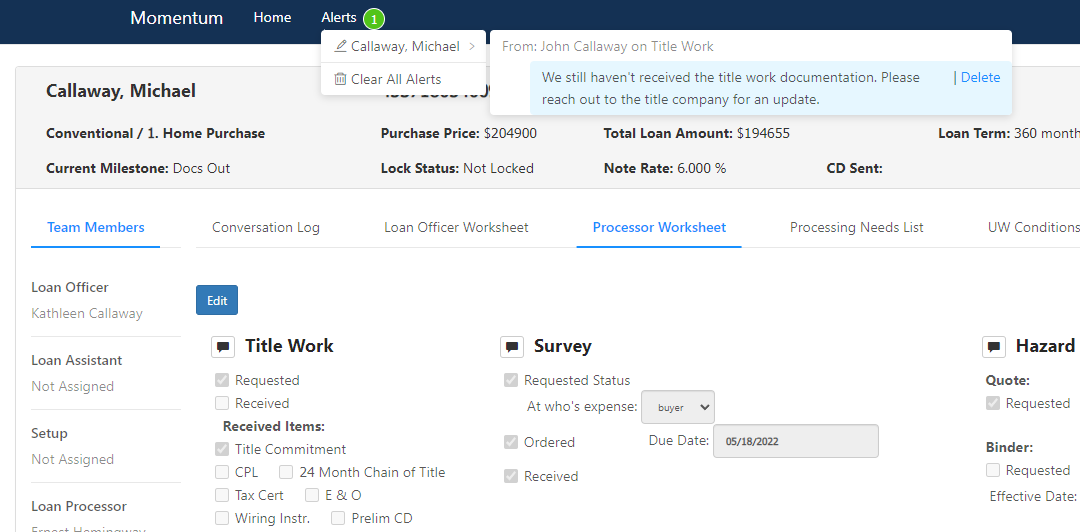 Momentum Home Alerts 1
Callaway, Michael >
From: John Callaway on Title Work
Clear All Alerts
We still haven't received the title work documentation. Please
reach out to the title company for an update.
| Delete
Callaway, Michael
Conventional / 1. Home Purchase Purchase Price: $204900 Total Loan Amount: $194655 Loan Term: 360 month
Current Milestone: Docs Out Lock Status: Not Locked Note Rate: 6.000 % CD Sent:
Team Members Conversation Log Loan Officer Worksheet Processor Worksheet Processing Needs List UW Conditions
Loan Officer
Kathleen Callaway
Loan Assistant
Not Assigned
Setup
Not Assigned
Loan Processor
Ernest Hemingway
Edit
Title Work
Requested
Received
Received Items:
Title Commitment
CPL 24 Month Chain of Title
Tax Cert E & O
Wiring Instr. Prelim CD
Survey
Requested Status
At who's expense: buyer
Ordered Due Date: 05/18/2022
Received
Hazard
Quote:
Requested
Binder:
Requested
Effective Date: